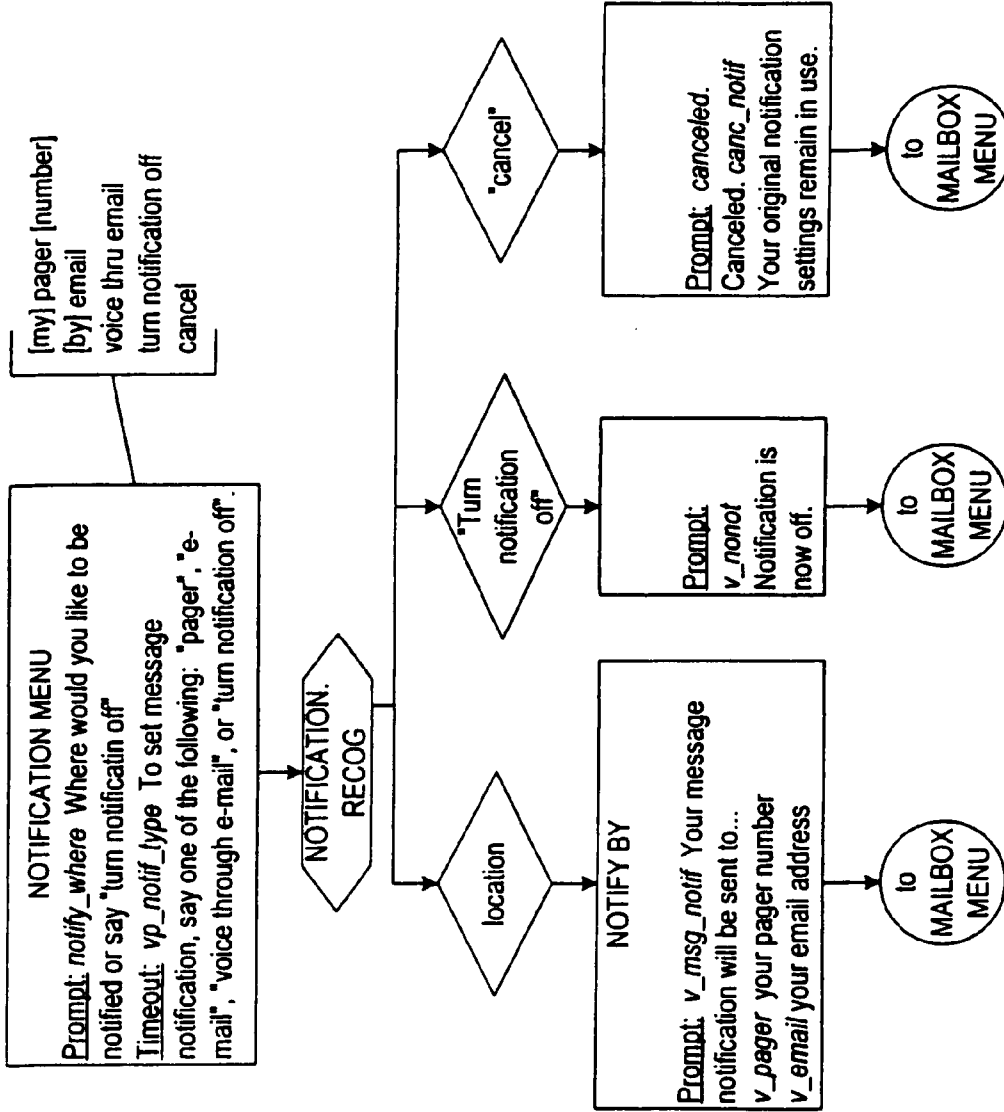 NOTIFICATION MENU
Prompt: notify_where Where would you like to be
notified or say "turn notificatin off"
Timeout: vp_notif_type To set message
notification, say one of the following: "pager", "e-
mail", "voice through e-mail", or "turn notification off".
[my] pager [number]
[by] email
voice thru email
turn notification off
cancel
NOTIFICATION.
RECOG
location
"Turn
notification
off"
"cancel"
NOTIFY BY
Prompt: v_msg_notif Your message
notification will be sent to...
v_pager your pager number
v_email your email address
Prompt:
v_nonot
Notification is
now off.
Prompt: canceled.
Canceled. canc_notif
Your original notification
settings remain in use.
to
MAILBOX
MENU
to
MAILBOX
MENU
to
MAILBOX
MENU